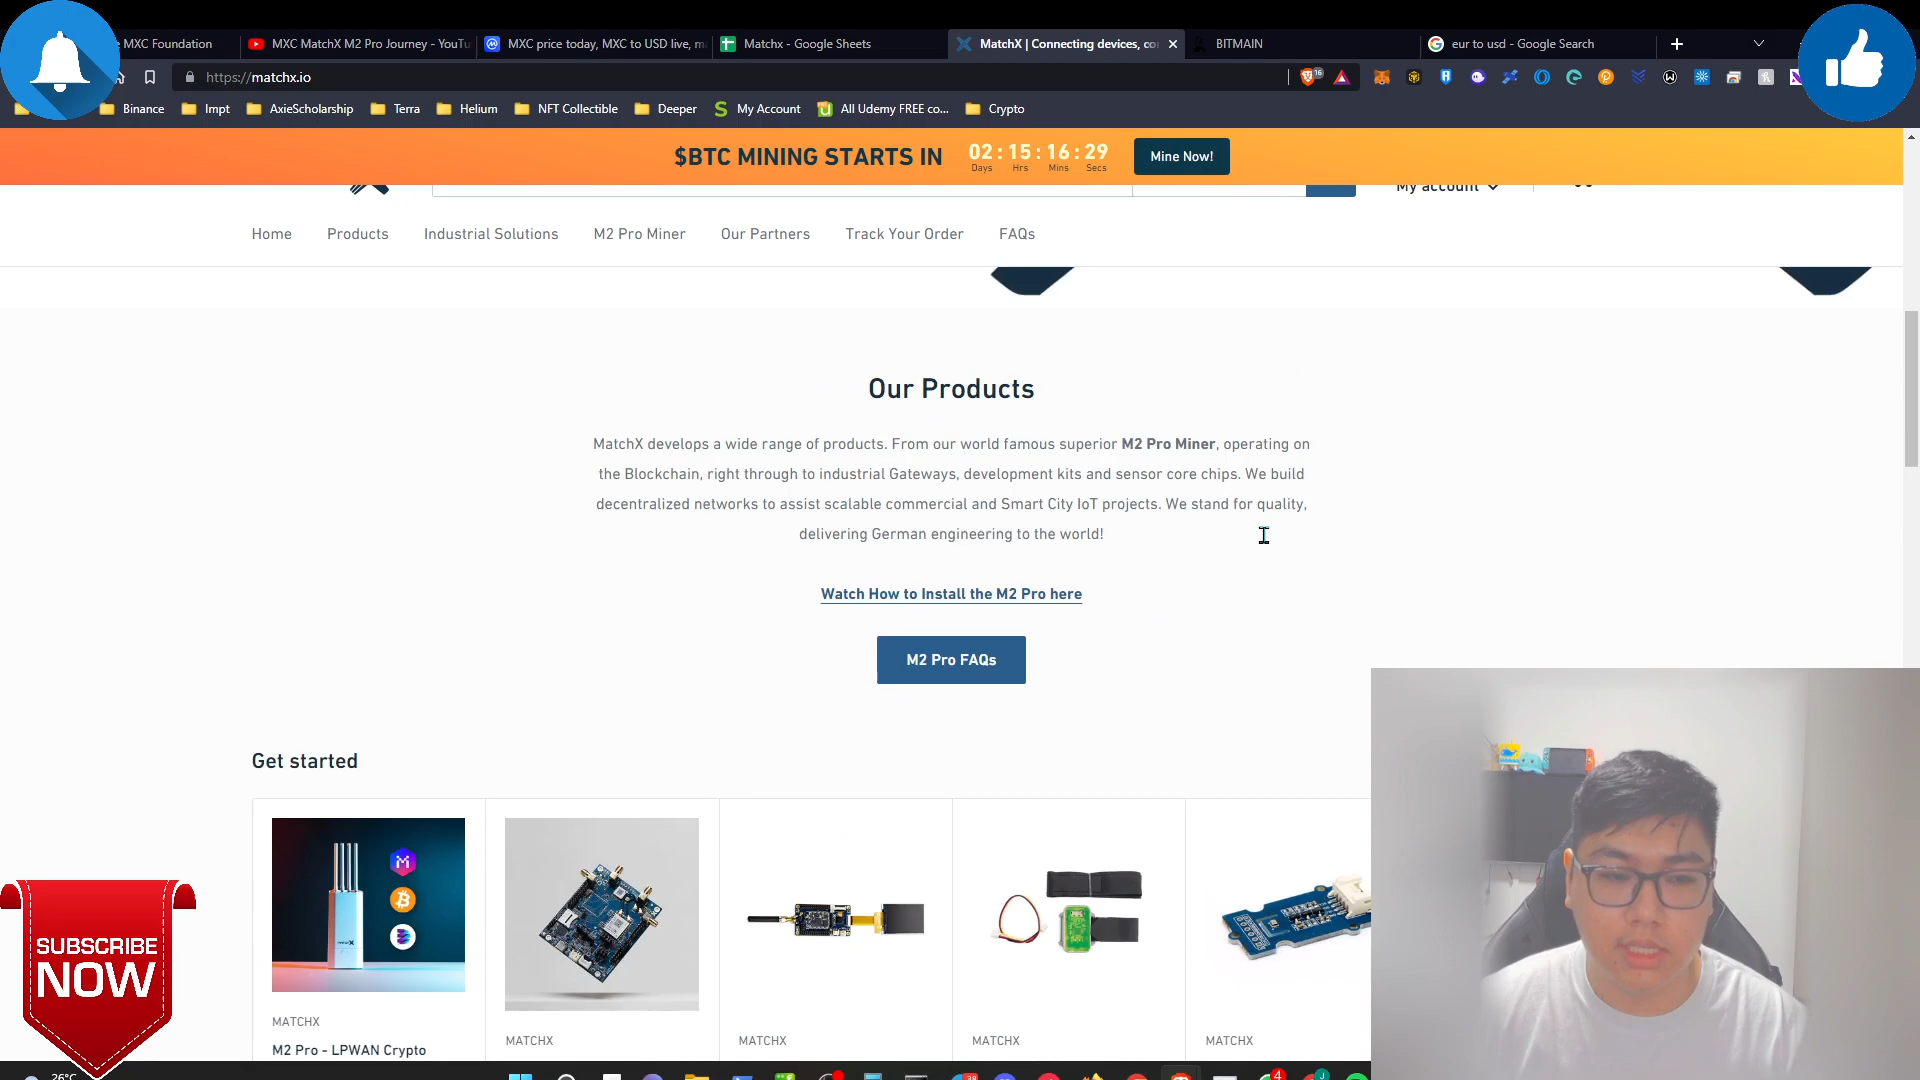 MXC Foundation
MXC MatchX M2 Pro Journey - YouTu
MXC price today, MXC to USD live, m
Matchx - Google Sheets
MatchX | Connecting devices, co
BITMAIN
eur to usd - Google Search
https://matchx.io
16
Binance
Impt
AxieScholarship
Terra
Helium
NFT Collectible
Deeper
My Account
All Udemy FREE co...
Crypto
$BTC MINING STARTS IN
02 : 15 : 16 : 29
Days Hrs Mins Secs
Mine Now!
My account
Home
Products
Industrial Solutions
M2 Pro Miner
Our Partners
Track Your Order
FAQs
Our Products
MatchX develops a wide range of products. From our world famous superior M2 Pro Miner, operating on
the Blockchain, right through to industrial Gateways, development kits and sensor core chips. We build
decentralized networks to assist scalable commercial and Smart City IoT projects. We stand for quality,
delivering German engineering to the world!
Watch How to Install the M2 Pro here
M2 Pro FAQs
Get started
MATCHX
M2 Pro - LPWAN Crypto
MATCHX
MATCHX
MATCHX
MATCHX
SUBSCRIBE
NOW
26°C
38
4